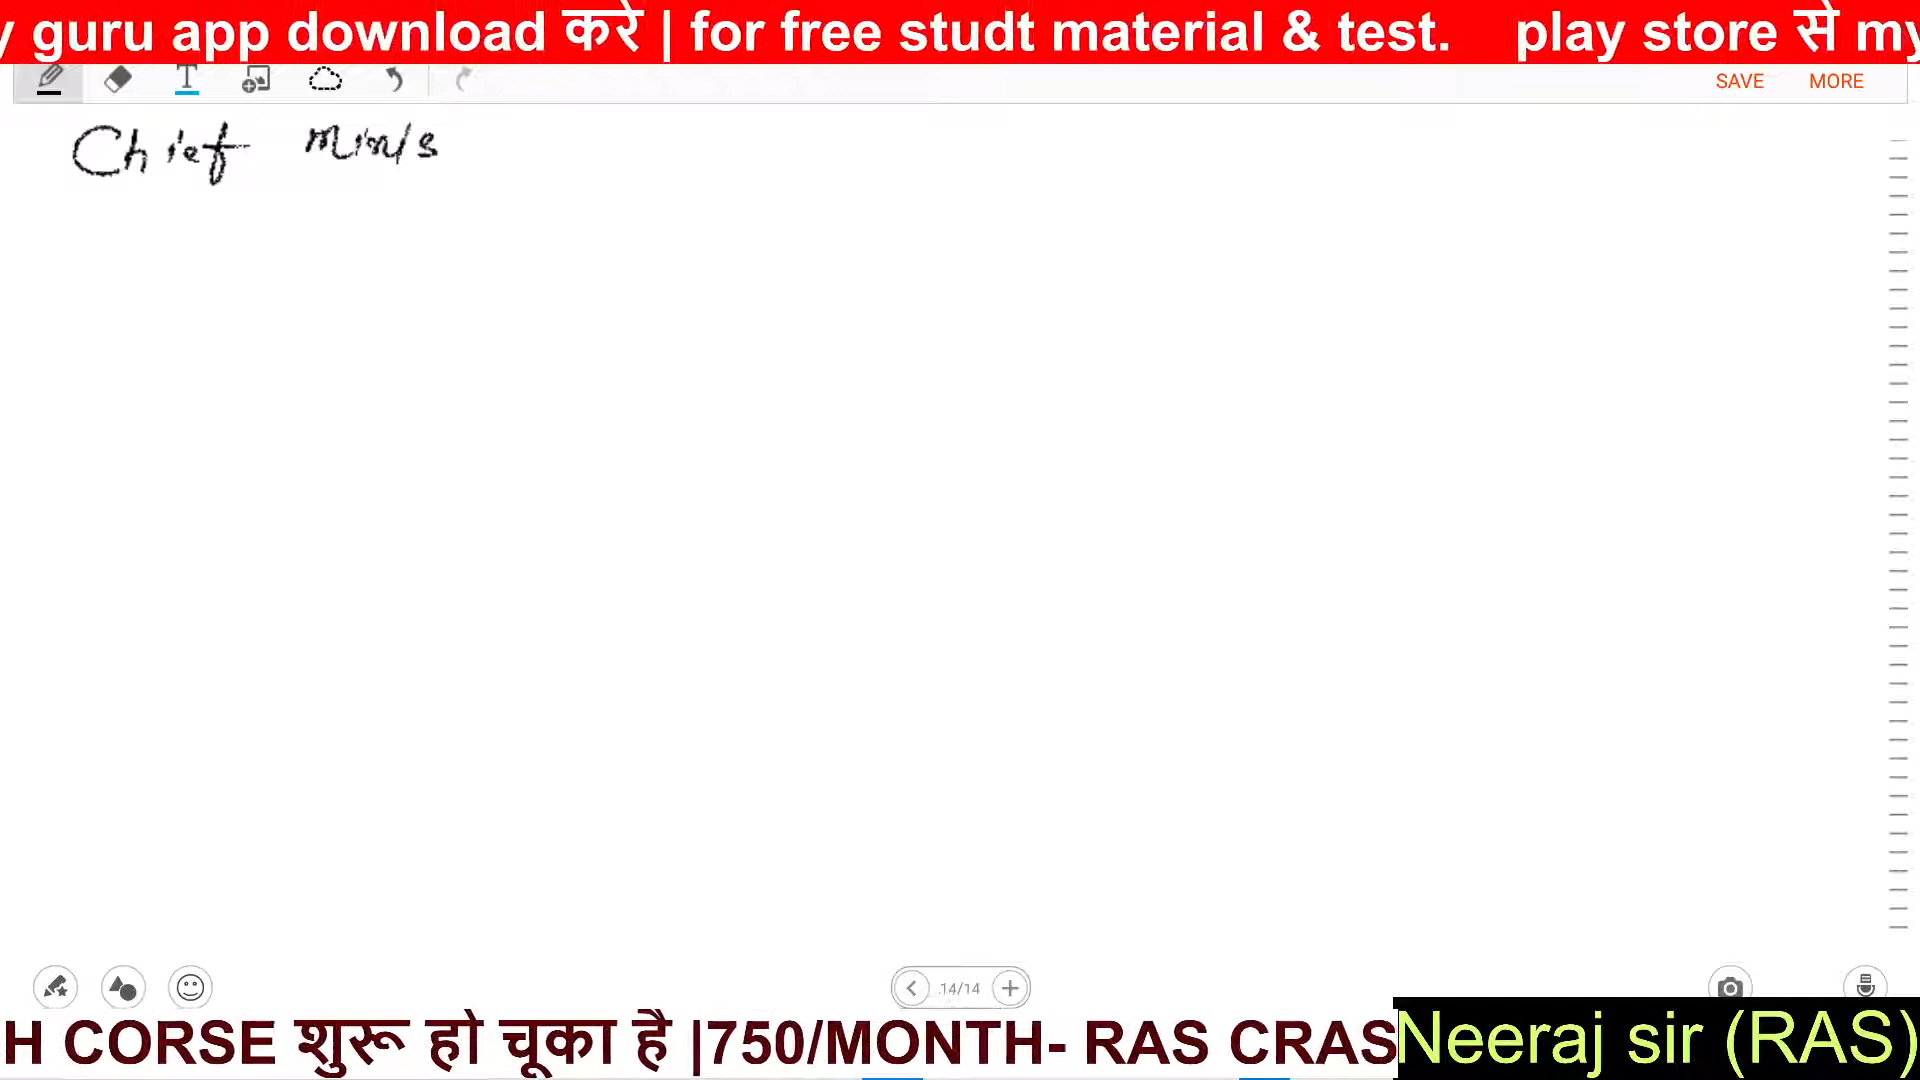 y guru app download करे | for free studt material & test. play store से my
SAVE MORE
Chief Minis
14/14
H CORSE शुरू हो चूका है |750/MONTH- RAS CRAS
Neeraj sir (RAS)